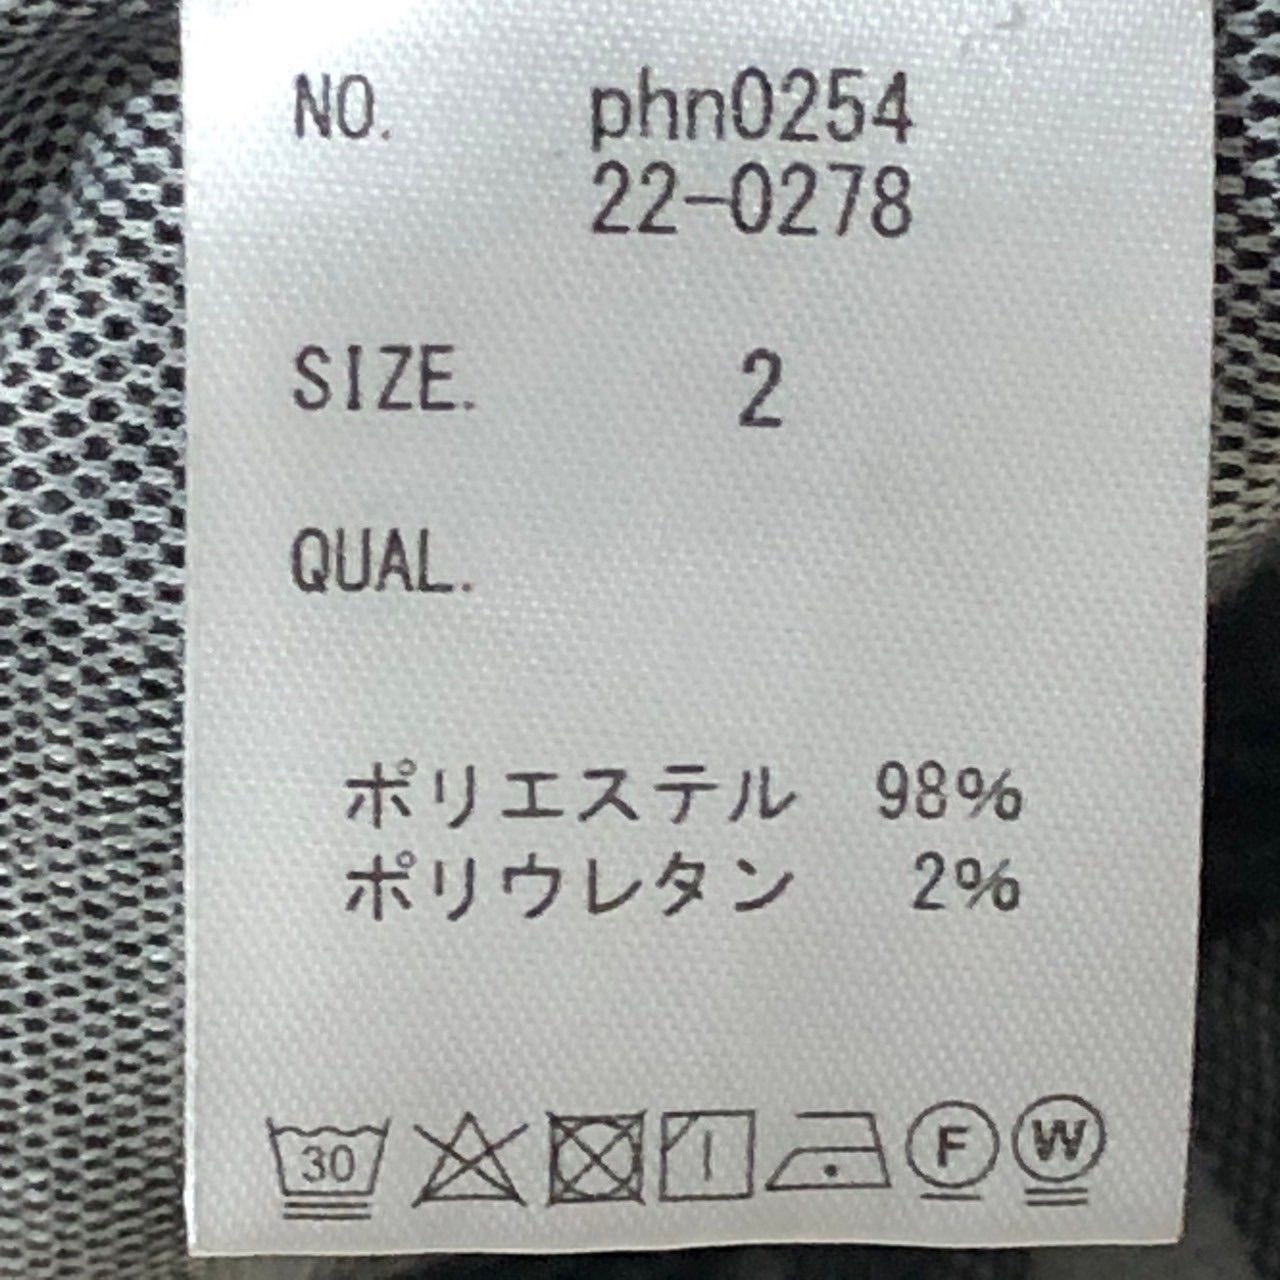 NO. phn0254
22-0278
SIZE. 2
QUAL.
ポリエステル 98%
ポリウレタン 2%
30 F W